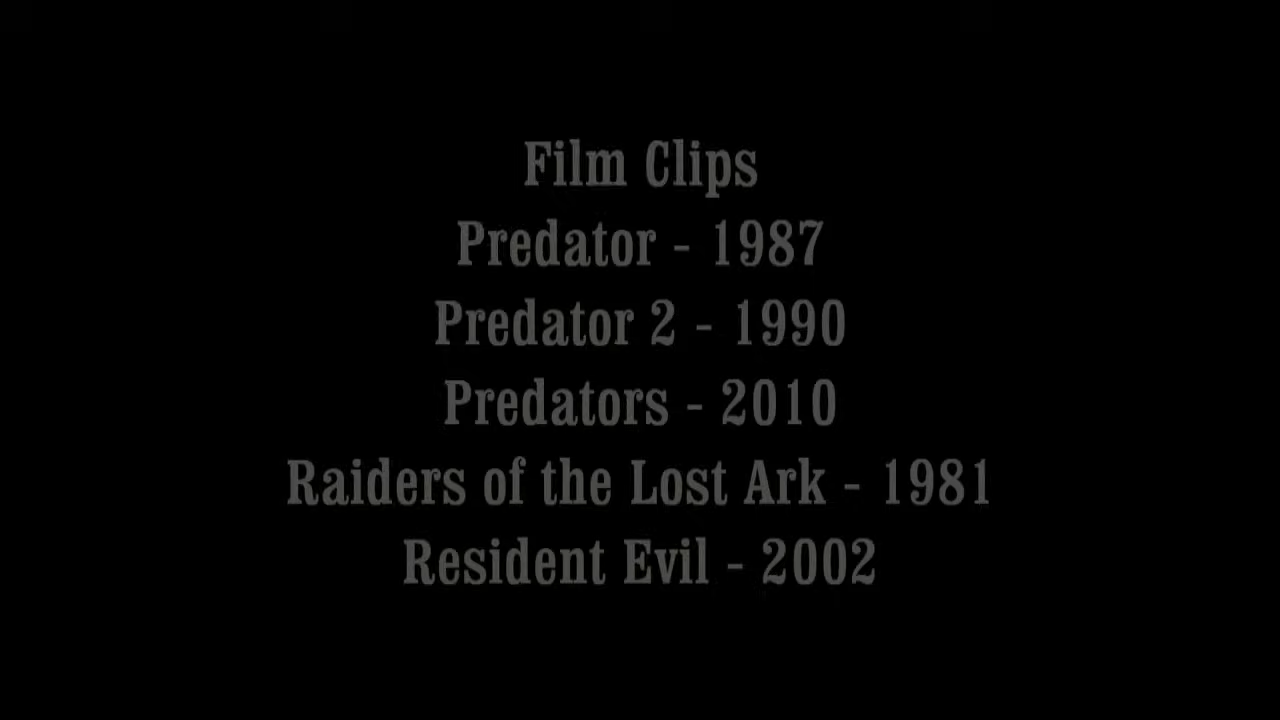 Film Clips
Predator - 1987
Predator 2 - 1990
Predators - 2010
Raiders of the Lost Ark - 1981
Resident Evil - 2002